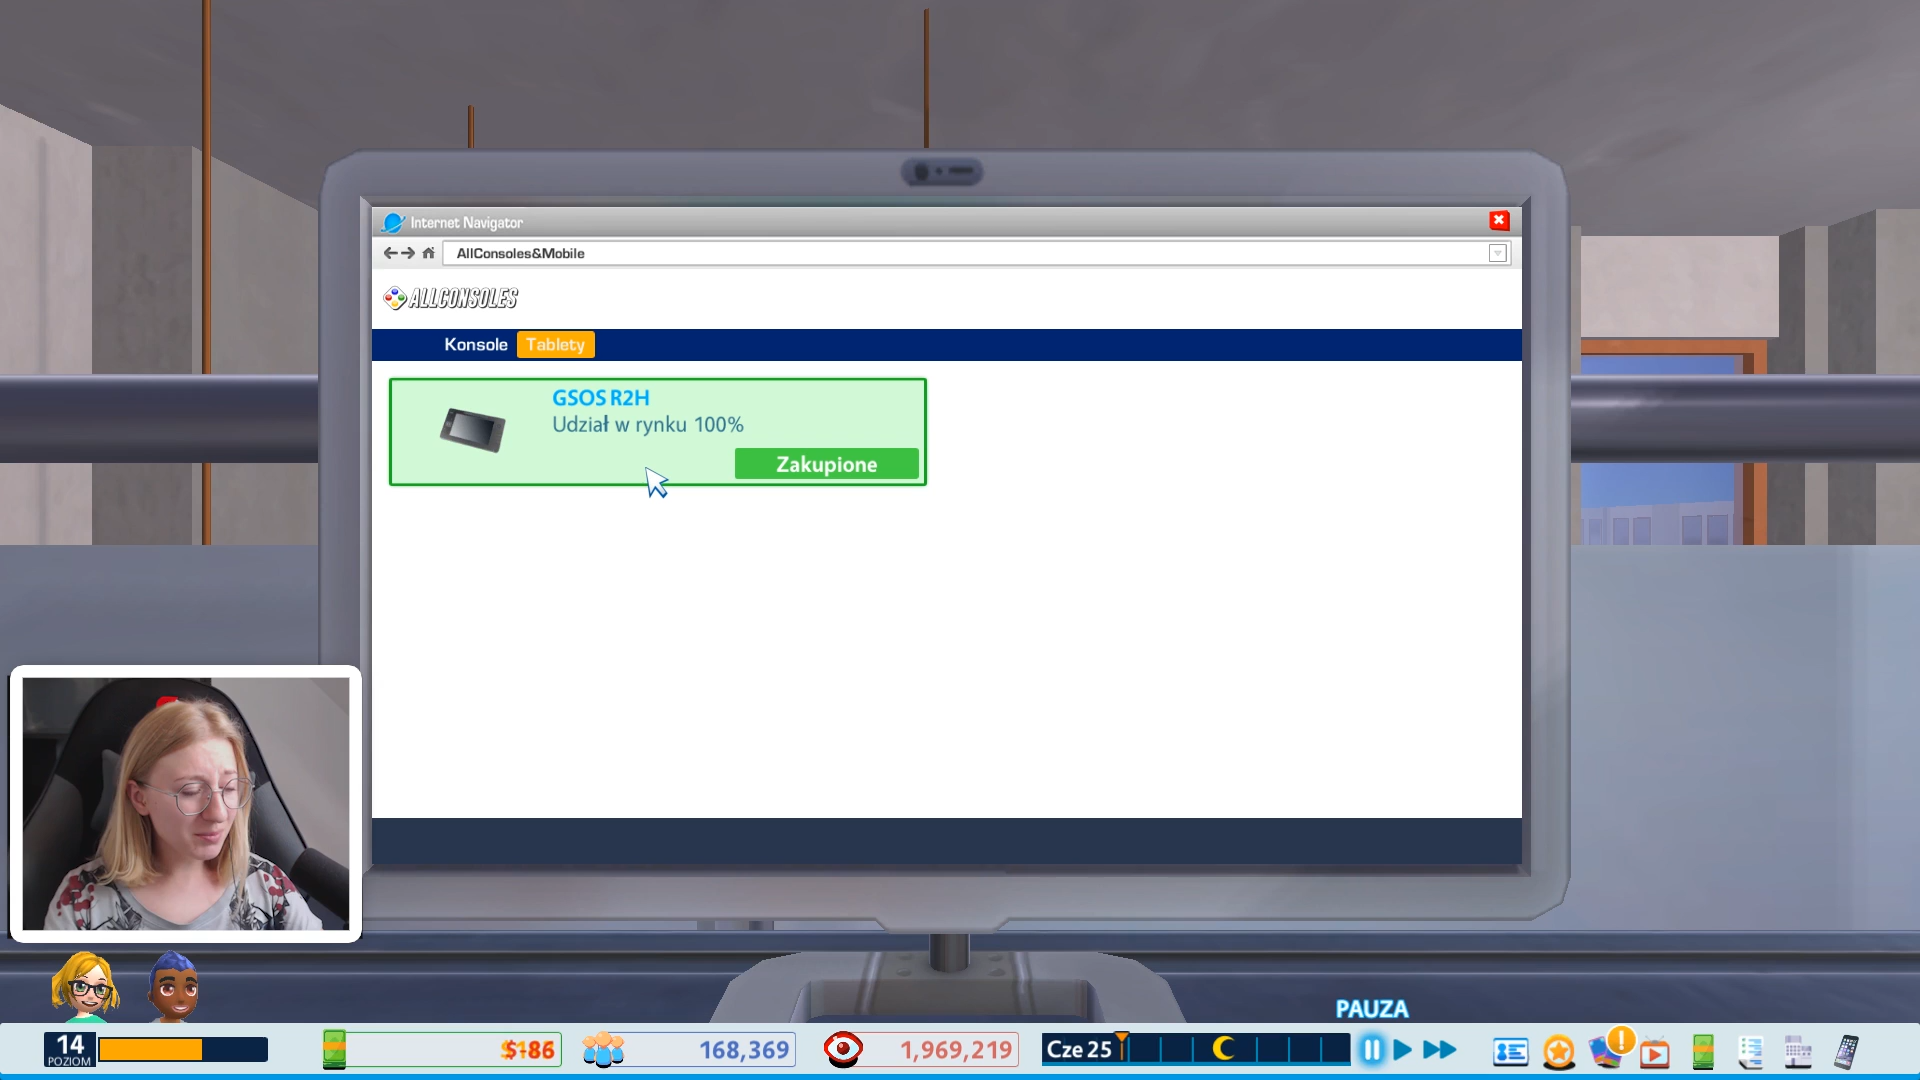 Internet Navigator
AllConsoles&Mobile
ALLCONSOLES
Konsole Tablety
GSOS R2H
Udział w rynku 100%
Zakupione
PAUZA
14
POZIOM
$-186
168,369
1,969,219
Cze 25